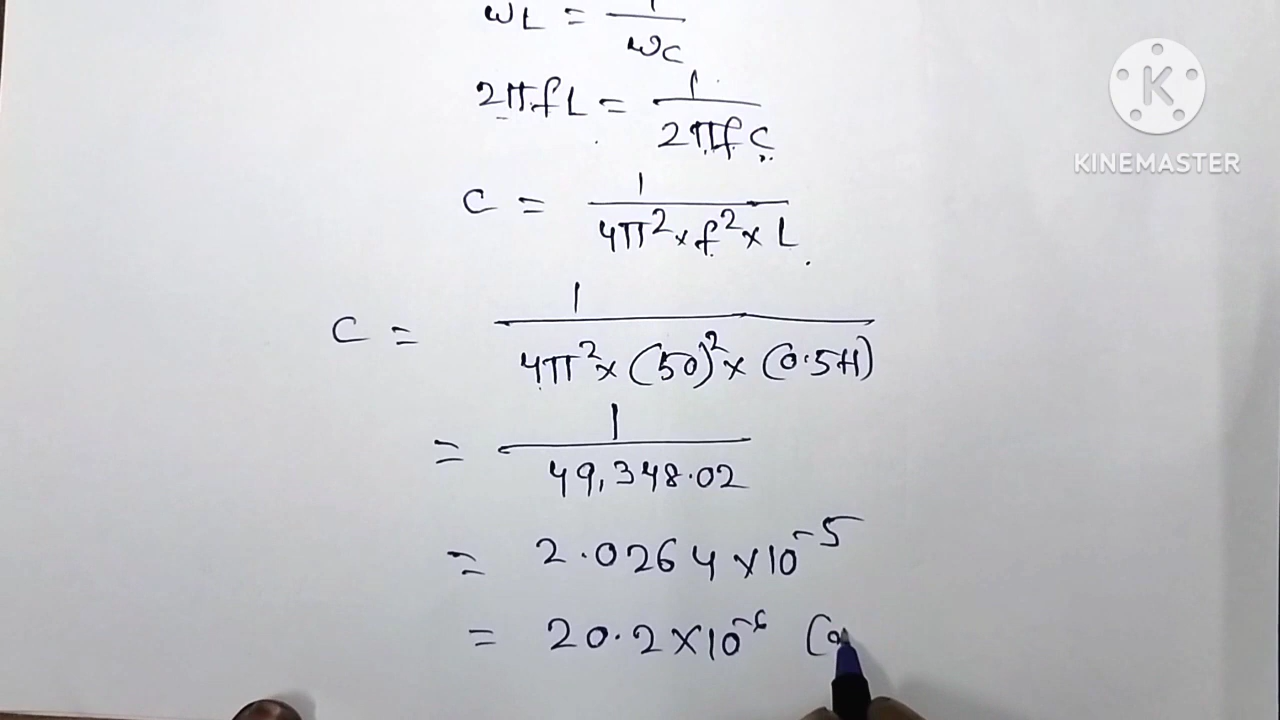 ωL = 1/ωC
2πfL = 1/2πfC
C = 1/4π²×f²×L
C = 1/4π²×(50)²×(0.5H)
= 1/49,348.02
= 2.0264×10⁻⁵
= 20.2×10⁻⁶ (o
KINEMASTER